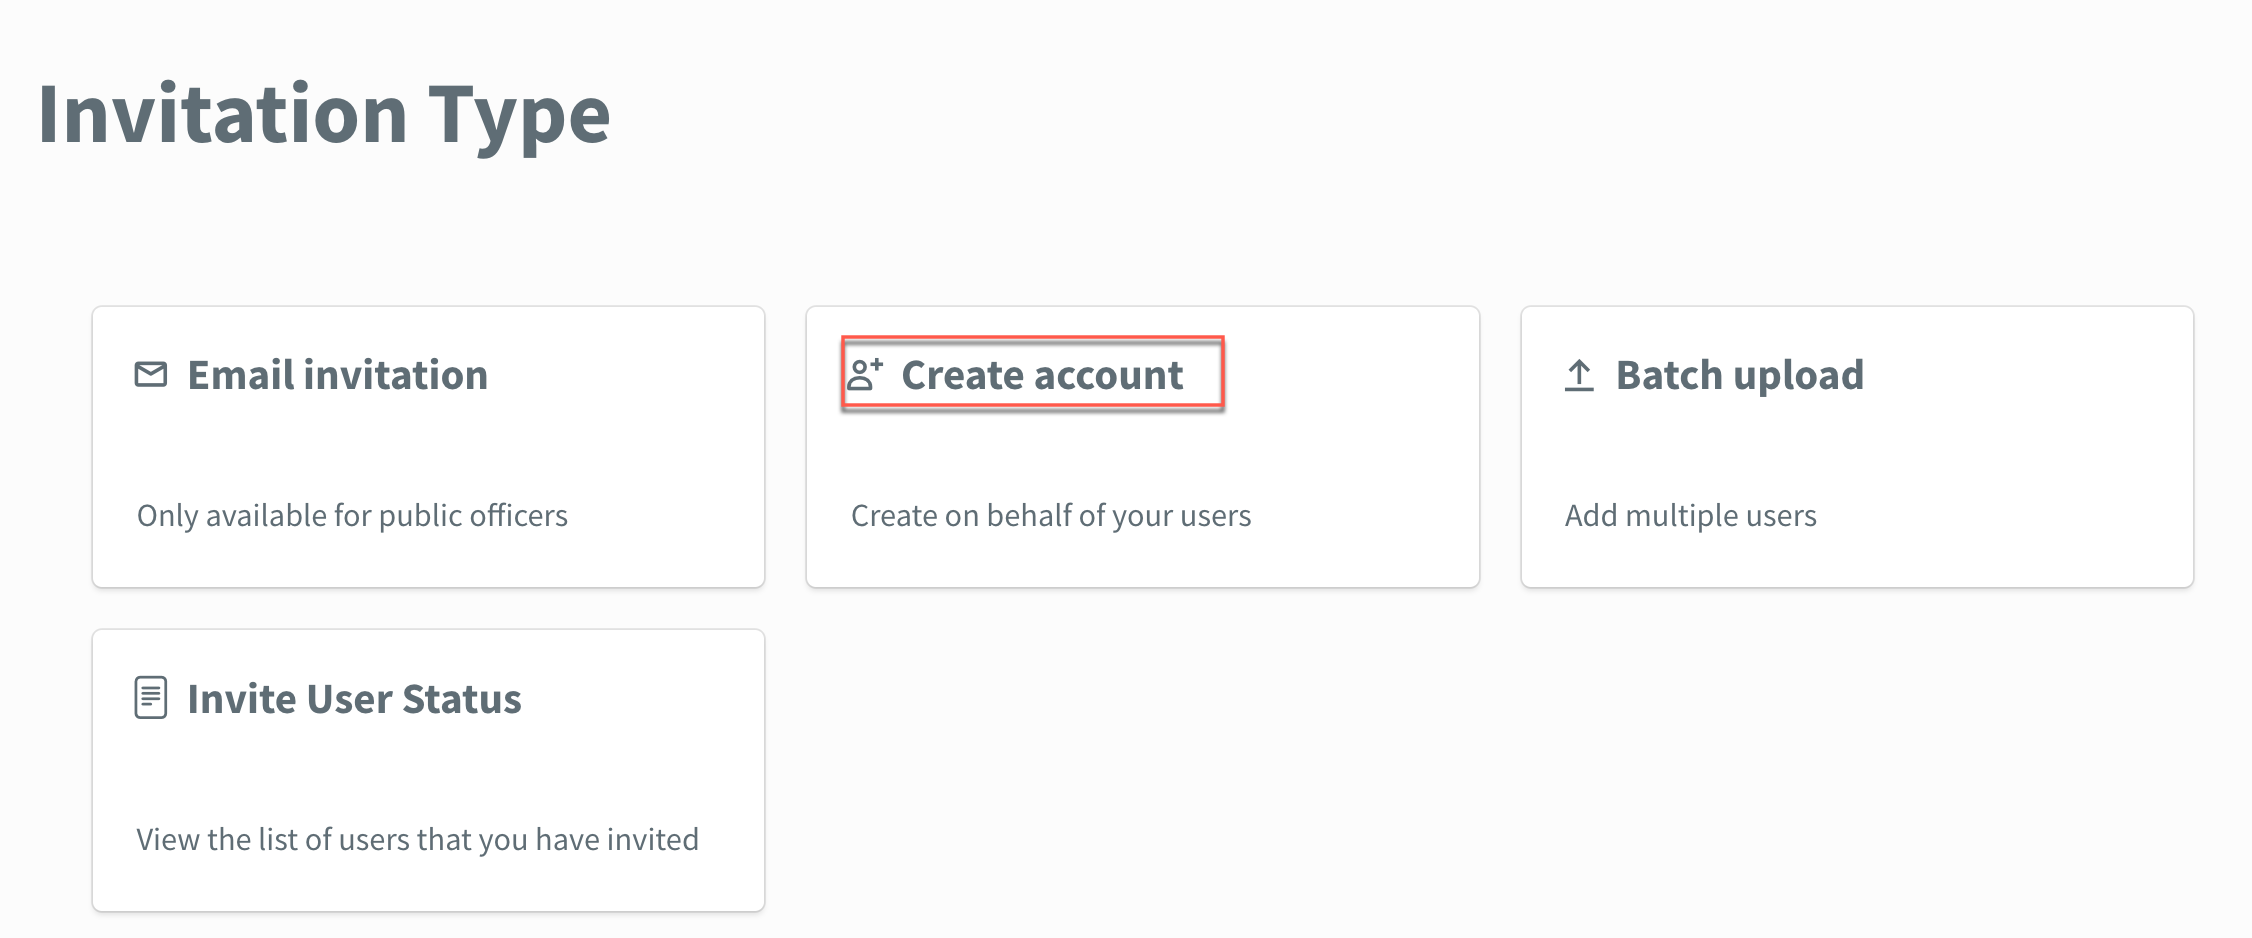 Invitation Type
Email invitation
Only available for public officers
Create account
Create on behalf of your users
Batch upload
Add multiple users
Invite User Status
View the list of users that you have invited